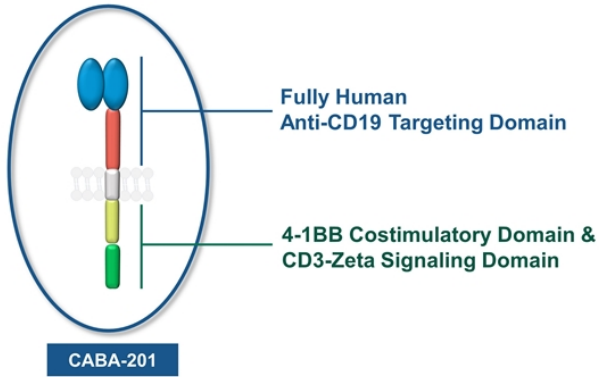 Fully Human
Anti-CD19 Targeting Domain
4-1BB Costimulatory Domain &
CD3-Zeta Signaling Domain
CABA-201